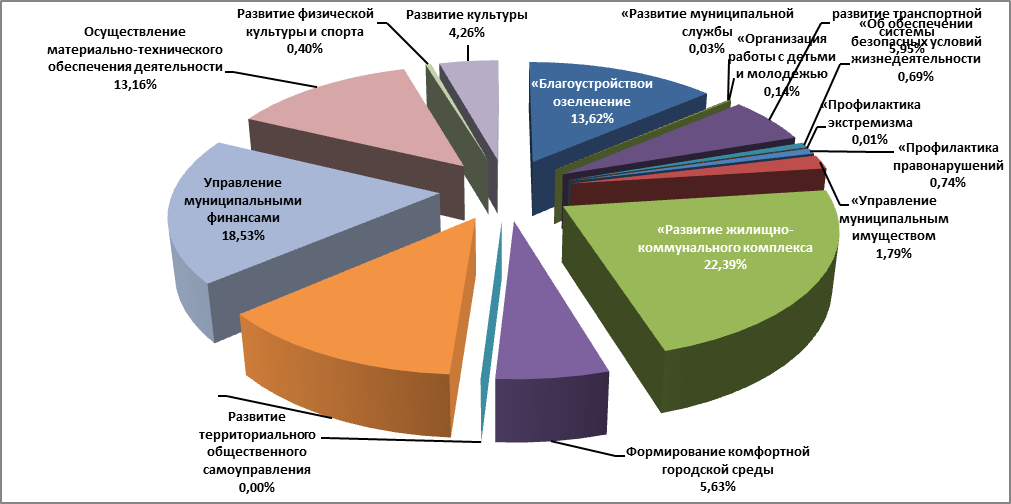 Развитие физической
культуры и спорта
0,40%
Развитие культуры
4,26%
«Развитие муниципальной
службы
0,03%
«Организация
работы с детьми
и молодежью
0,14%
развитие транспортной
системы
5,95%
«Об обеспечении
безопасных условий
жизнедеятельности
0,69%
Осуществление
материально-технического
обеспечения деятельности
13,16%
«Благоустройствои
озеленение
13,62%
«Профилактика
экстремизма
0,01%
«Профилактика
правонарушений
0,74%
Управление
муниципальными
финансами
18,53%
«Управление
муниципальным
имуществом
1,79%
«Развитие жилищно-
коммунального комплекса
22,39%
Развитие
территориального
общественного
самоуправления
0,00%
Формирование комфортной
городской среды
5,63%